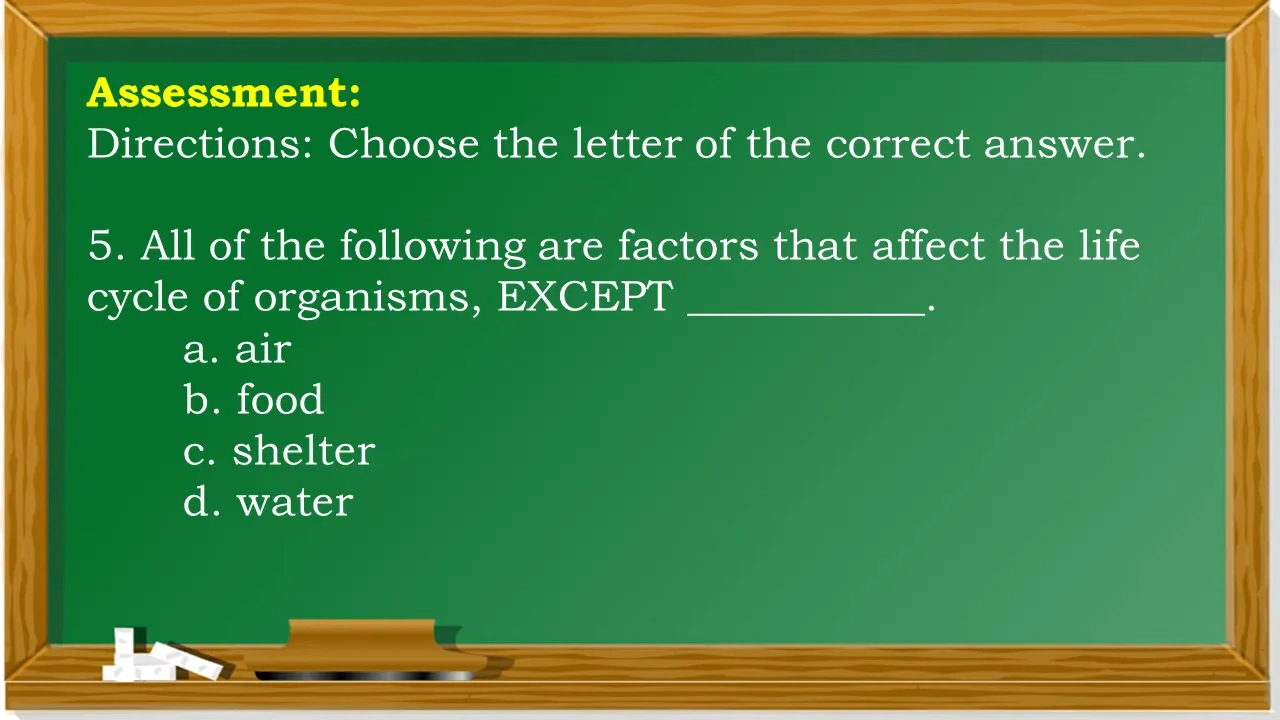 Assessment:
Directions: Choose the letter of the correct answer.
5. All of the following are factors that affect the life
cycle of organisms, EXCEPT ___________.
a. air
b. food
c. shelter
d. water